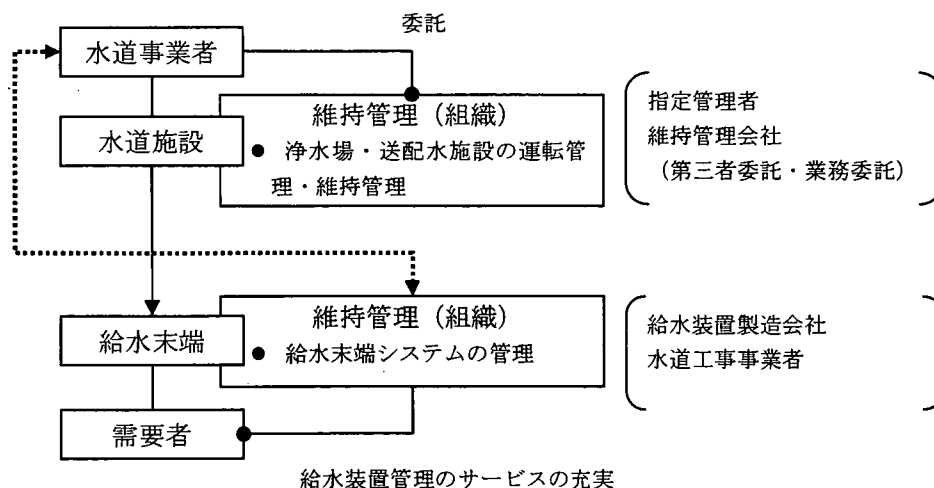 委託
水道事業者
維持管理(組織)
● 浄水場・送配水施設の運転管
理・維持管理
水道施設
指定管理者
維持管理会社
(第三者委託・業務委託)
維持管理(組織)
● 給水末端システムの管理
給水末端
給水装置製造会社
水道工事事業者
需要者
給水装置管理のサービスの充実